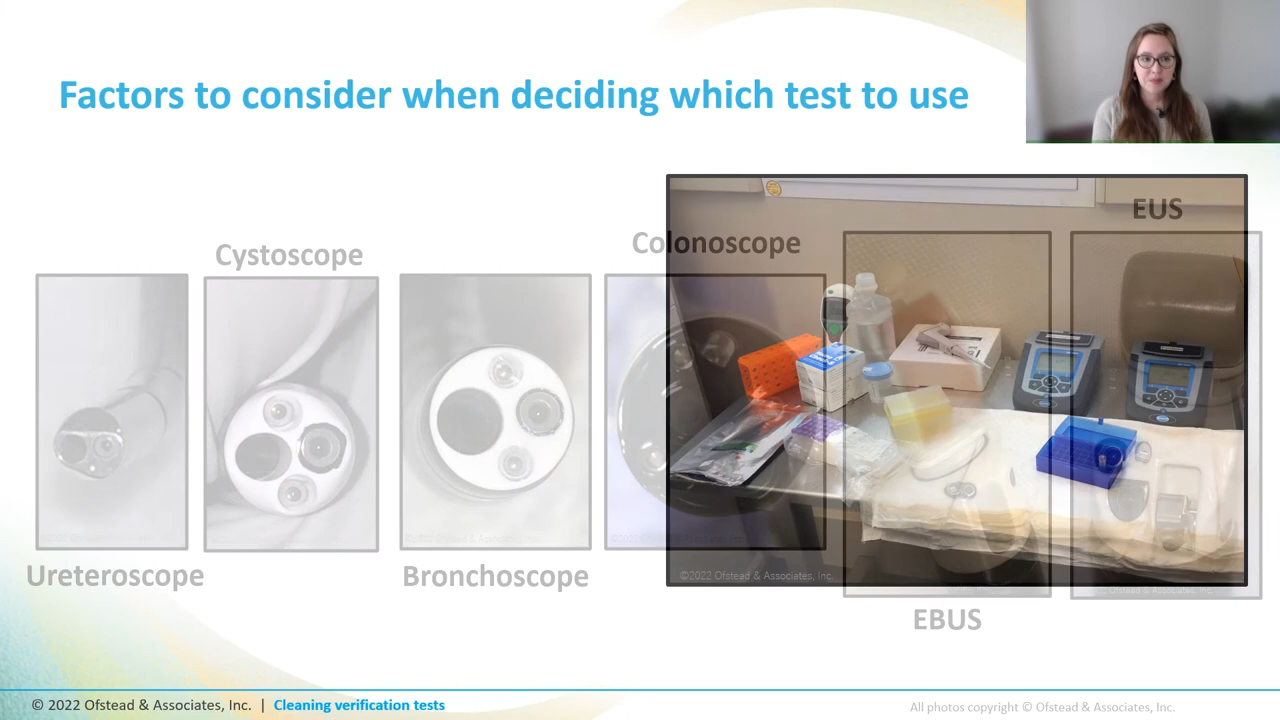 Factors to consider when deciding which test to use
EUS
Colonoscope
Cystoscope
Ureteroscope
Bronchoscope
EBUS
©2022 Ofstead & Associates, Inc.
© 2022 Ofstead & Associates, Inc. | Cleaning verification tests
All photos copyright © Ofstead & Associates, Inc.